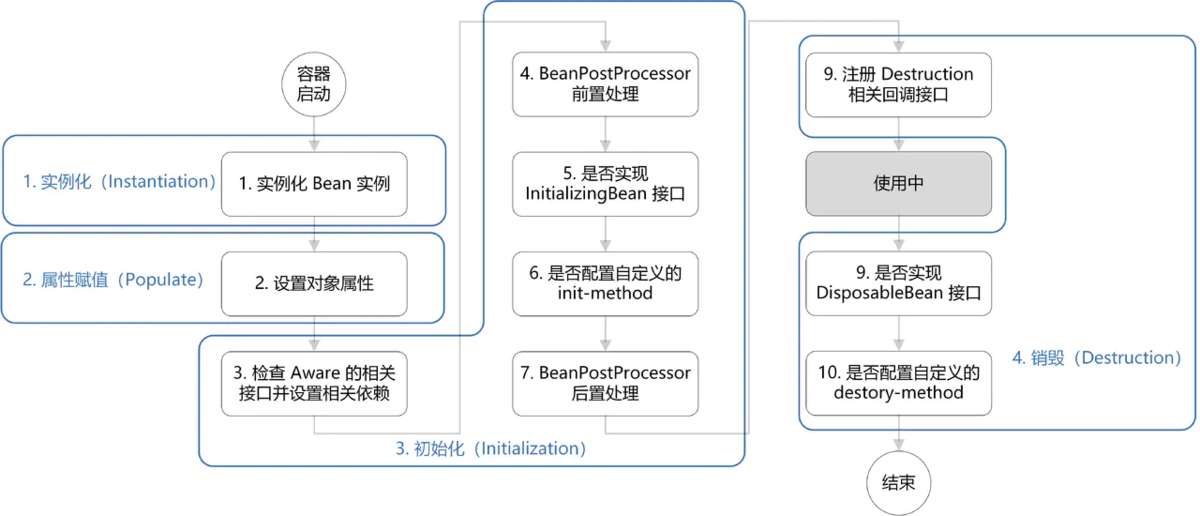 容器
启动
1. 实例化（Instantiation）
1. 实例化 Bean 实例
2. 属性赋值（Populate）
2. 设置对象属性
3. 检查 Aware 的相关
接口并设置相关依赖
3. 初始化（Initialization）
4. BeanPostProcessor
前置处理
5. 是否实现
InitializingBean 接口
6. 是否配置自定义的
init-method
7. BeanPostProcessor
后置处理
9. 注册 Destruction
相关回调接口
使用中
9. 是否实现
DisposableBean 接口
4. 销毁（Destruction）
10. 是否配置自定义的
destory-method
结束